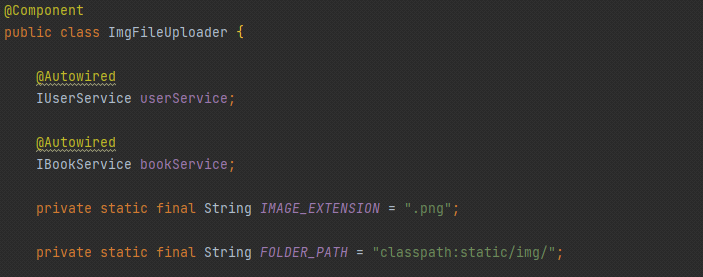 @Component
public class ImgFileUploader {
@Autowired
IUserService userService;
@Autowired
IBookService bookService;
private static final String IMAGE_EXTENSION = ".png";
private static final String FOLDER_PATH = "classpath:static/img/";